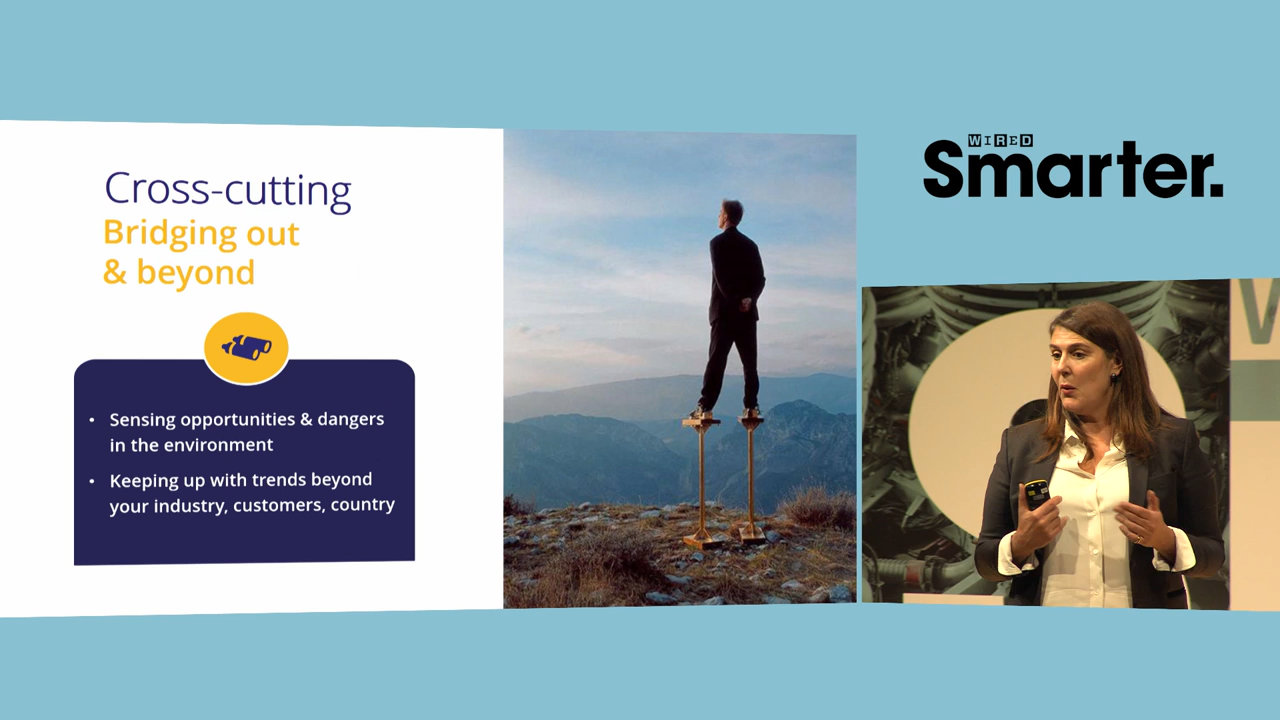 Cross-cutting
Bridging out
& beyond
• Sensing opportunities & dangers
in the environment
• Keeping up with trends beyond
your industry, customers, country
WIRED
Smarter.
W